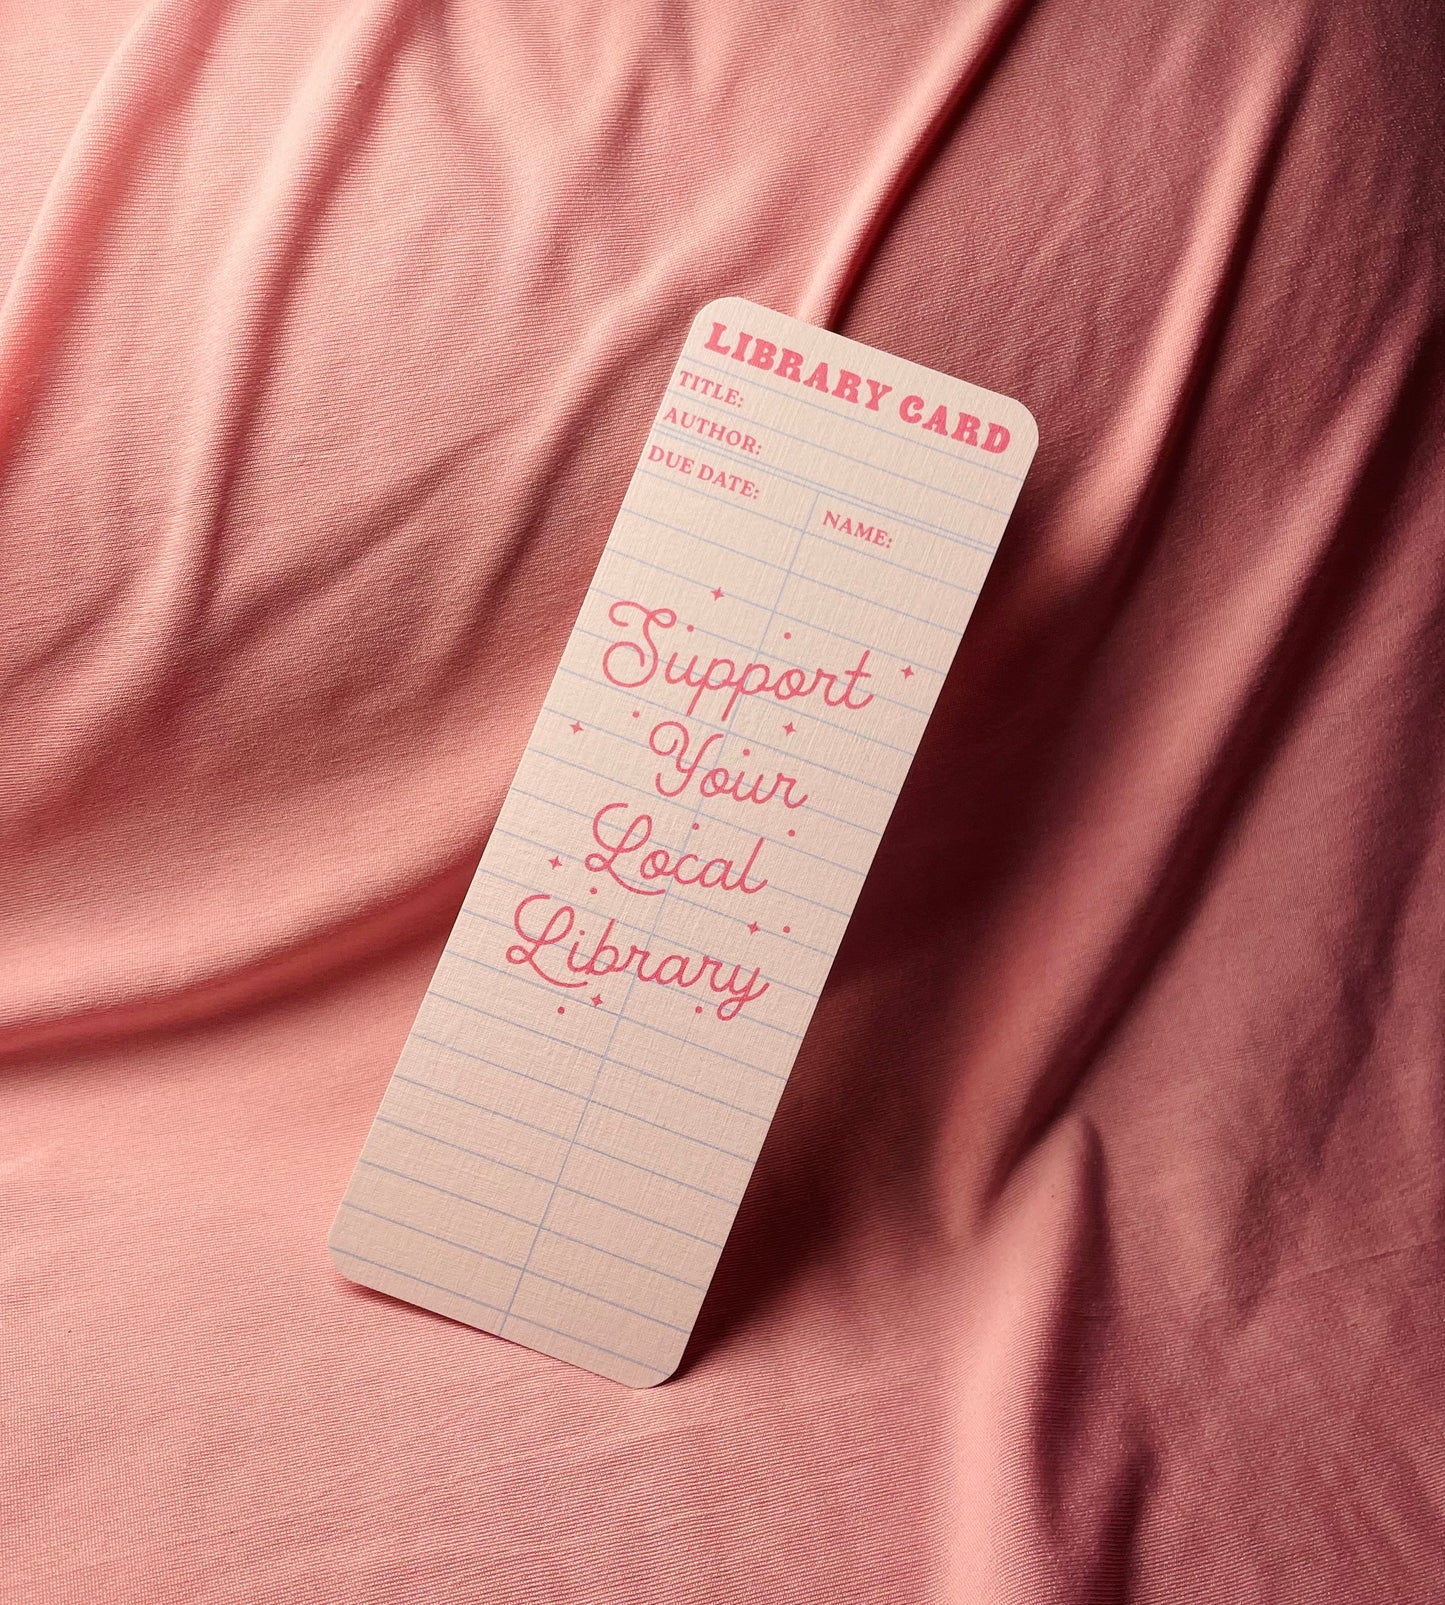 LIBRARY CARD
TITLE:
AUTHOR:
DUE DATE:
NAME:
Support
Your
Local
Library